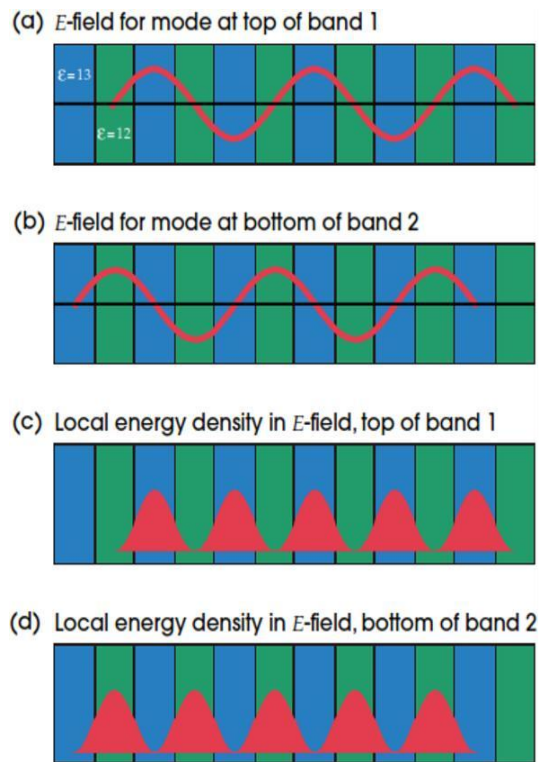 (a) E-field for mode at top of band 1
ε=13
ε=12
(b) E-field for mode at bottom of band 2
(c) Local energy density in E-field, top of band 1
(d) Local energy density in E-field, bottom of band 2